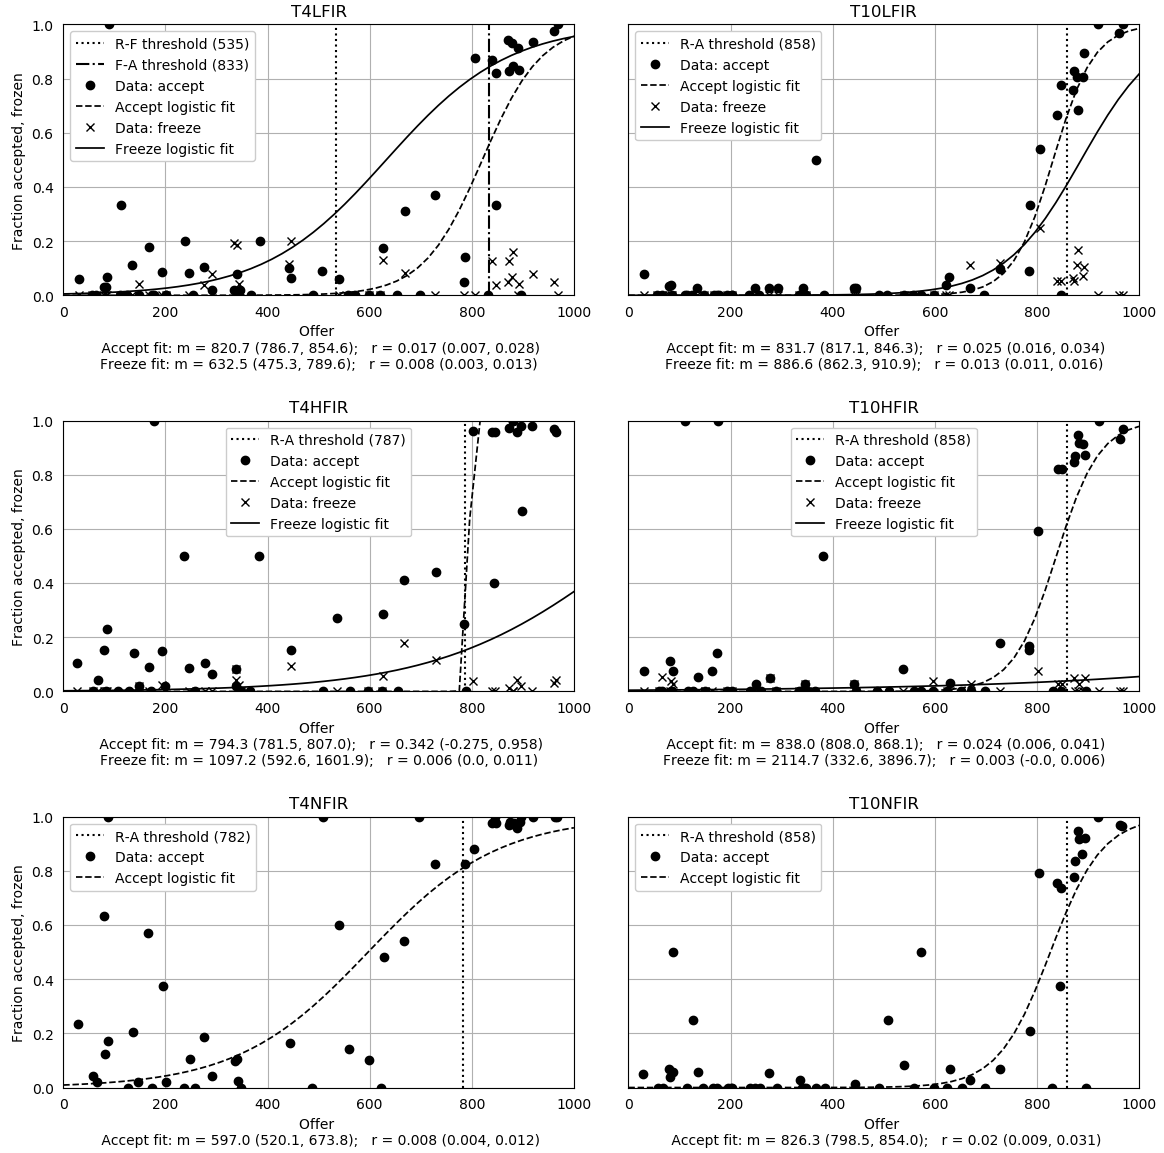 T4LFIR
Fraction accepted, frozen
1.0
0.8
0.6
0.4
0.2
0.0
R-F threshold (535)
F-A threshold (833)
Data: accept
Accept logistic fit
Data: freeze
Freeze logistic fit
0 200 400 600 800 1000
Offer
Accept fit: m = 820.7 (786.7, 854.6); r = 0.017 (0.007, 0.028)
Freeze fit: m = 632.5 (475.3, 789.6); r = 0.008 (0.003, 0.013)
T10LFIR
R-A threshold (858)
Data: accept
Accept logistic fit
Data: freeze
Freeze logistic fit
0 200 400 600 800 1000
Offer
Accept fit: m = 831.7 (817.1, 846.3); r = 0.025 (0.016, 0.034)
Freeze fit: m = 886.6 (862.3, 910.9); r = 0.013 (0.011, 0.016)
T4HFIR
Fraction accepted, frozen
1.0
0.8
0.6
0.4
0.2
0.0
R-A threshold (787)
Data: accept
Accept logistic fit
Data: freeze
Freeze logistic fit
0 200 400 600 800 1000
Offer
Accept fit: m = 794.3 (781.5, 807.0); r = 0.342 (-0.275, 0.958)
Freeze fit: m = 1097.2 (592.6, 1601.9); r = 0.006 (0.0, 0.011)
T10HFIR
R-A threshold (858)
Data: accept
Accept logistic fit
Data: freeze
Freeze logistic fit
0 200 400 600 800 1000
Offer
Accept fit: m = 838.0 (808.0, 868.1); r = 0.024 (0.006, 0.041)
Freeze fit: m = 2114.7 (332.6, 3896.7); r = 0.003 (-0.0, 0.006)
T4NFIR
Fraction accepted, frozen
1.0
0.8
0.6
0.4
0.2
0.0
R-A threshold (782)
Data: accept
Accept logistic fit
0 200 400 600 800 1000
Offer
Accept fit: m = 597.0 (520.1, 673.8); r = 0.008 (0.004, 0.012)
T10NFIR
R-A threshold (858)
Data: accept
Accept logistic fit
0 200 400 600 800 1000
Offer
Accept fit: m = 826.3 (798.5, 854.0); r = 0.02 (0.009, 0.031)